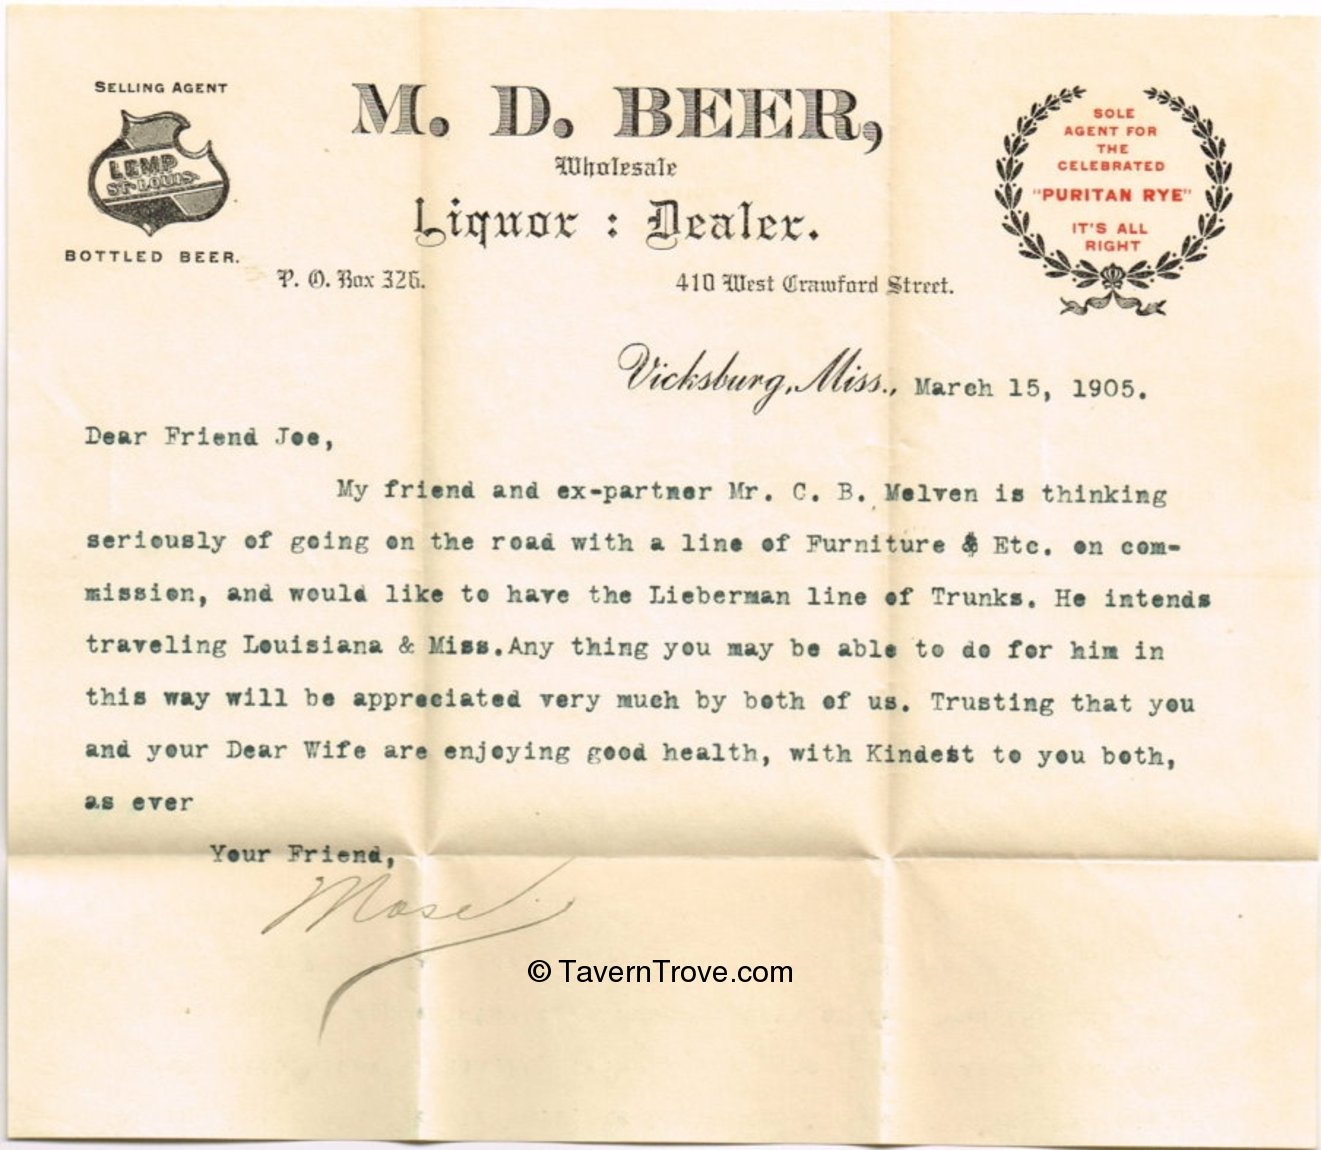 SELLING AGENT
LEMP
ST. LOUIS
BOTTLED BEER.
M. D. BEER,
Wholesale
Liquor : Dealer.
P. O. Box 326.
410 West Crawford Street.
SOLE
AGENT FOR
THE
CELEBRATED
"PURITAN RYE"
IT'S ALL
RIGHT
Vicksburg, Miss., March 15, 1905.
Dear Friend Joe,
My friend and ex-partner Mr. C. B. Melven is thinking
seriously of going on the road with a line of Furniture & Etc. on com-
mission, and would like to have the Lieberman line of Trunks. He intends
traveling Louisiana & Miss.Any thing you may be able to do for him in
this way will be appreciated very much by both of us. Trusting that you
and your Dear Wife are enjoying good health, with Kindest to you both,
as ever
Your Friend,
Mose
© TavernTrove.com